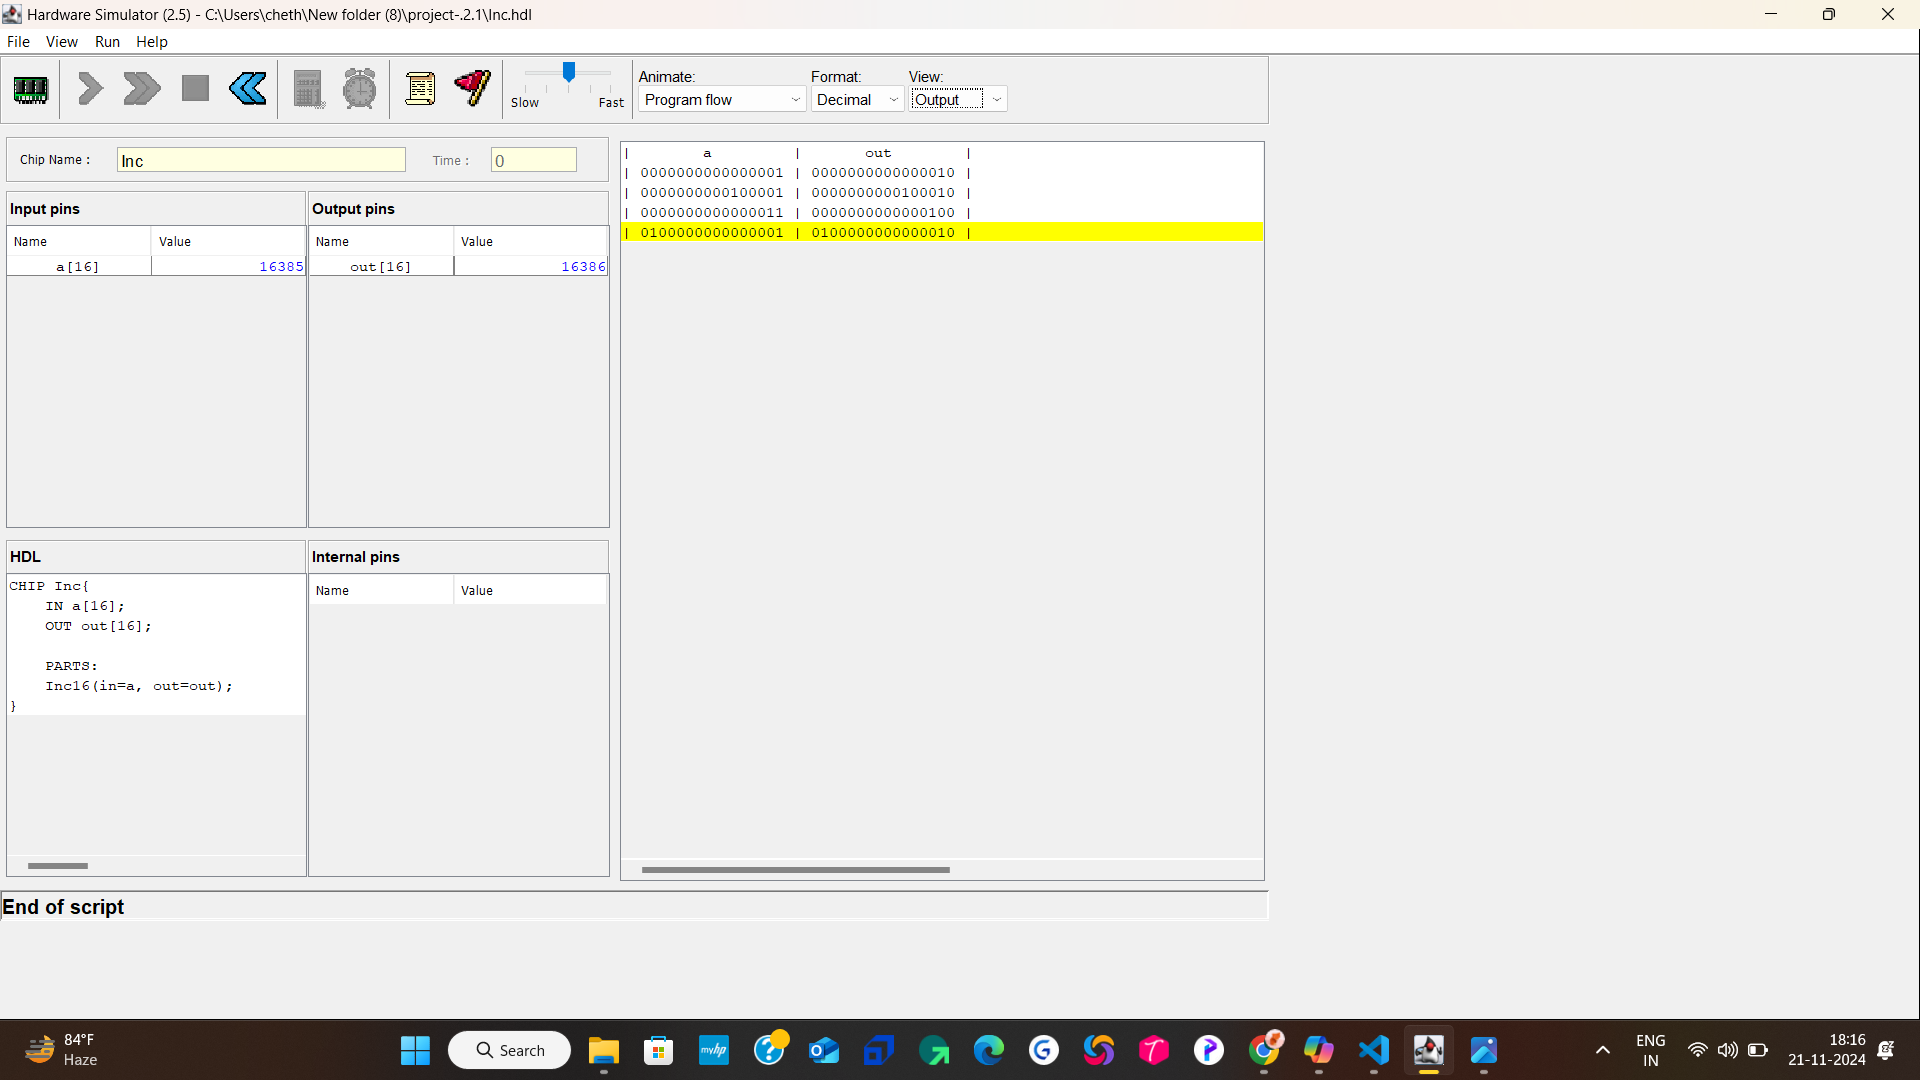 Hardware Simulator (2.5) - C:\Users\cheth\New folder (8)\project-.2.1\Inc.hdl
File View Run Help
Slow Fast
Animate: Format: View:
Program flow Decimal Output
Chip Name : Inc Time : 0
Input pins
Name Value
a[16] 16385
Output pins
Name Value
out[16] 16386
| a | out |
| 0000000000000001 | 0000000000000010 |
| 0000000000100001 | 0000000000100010 |
| 0000000000000011 | 0000000000000100 |
| 0100000000000001 | 0100000000000010 |
HDL
CHIP Inc{
IN a[16];
OUT out[16];
PARTS:
Inc16(in=a, out=out);
}
Internal pins
Name Value
End of script
84°F
Haze
Search
myhp
ENG
IN
18:16
21-11-2024